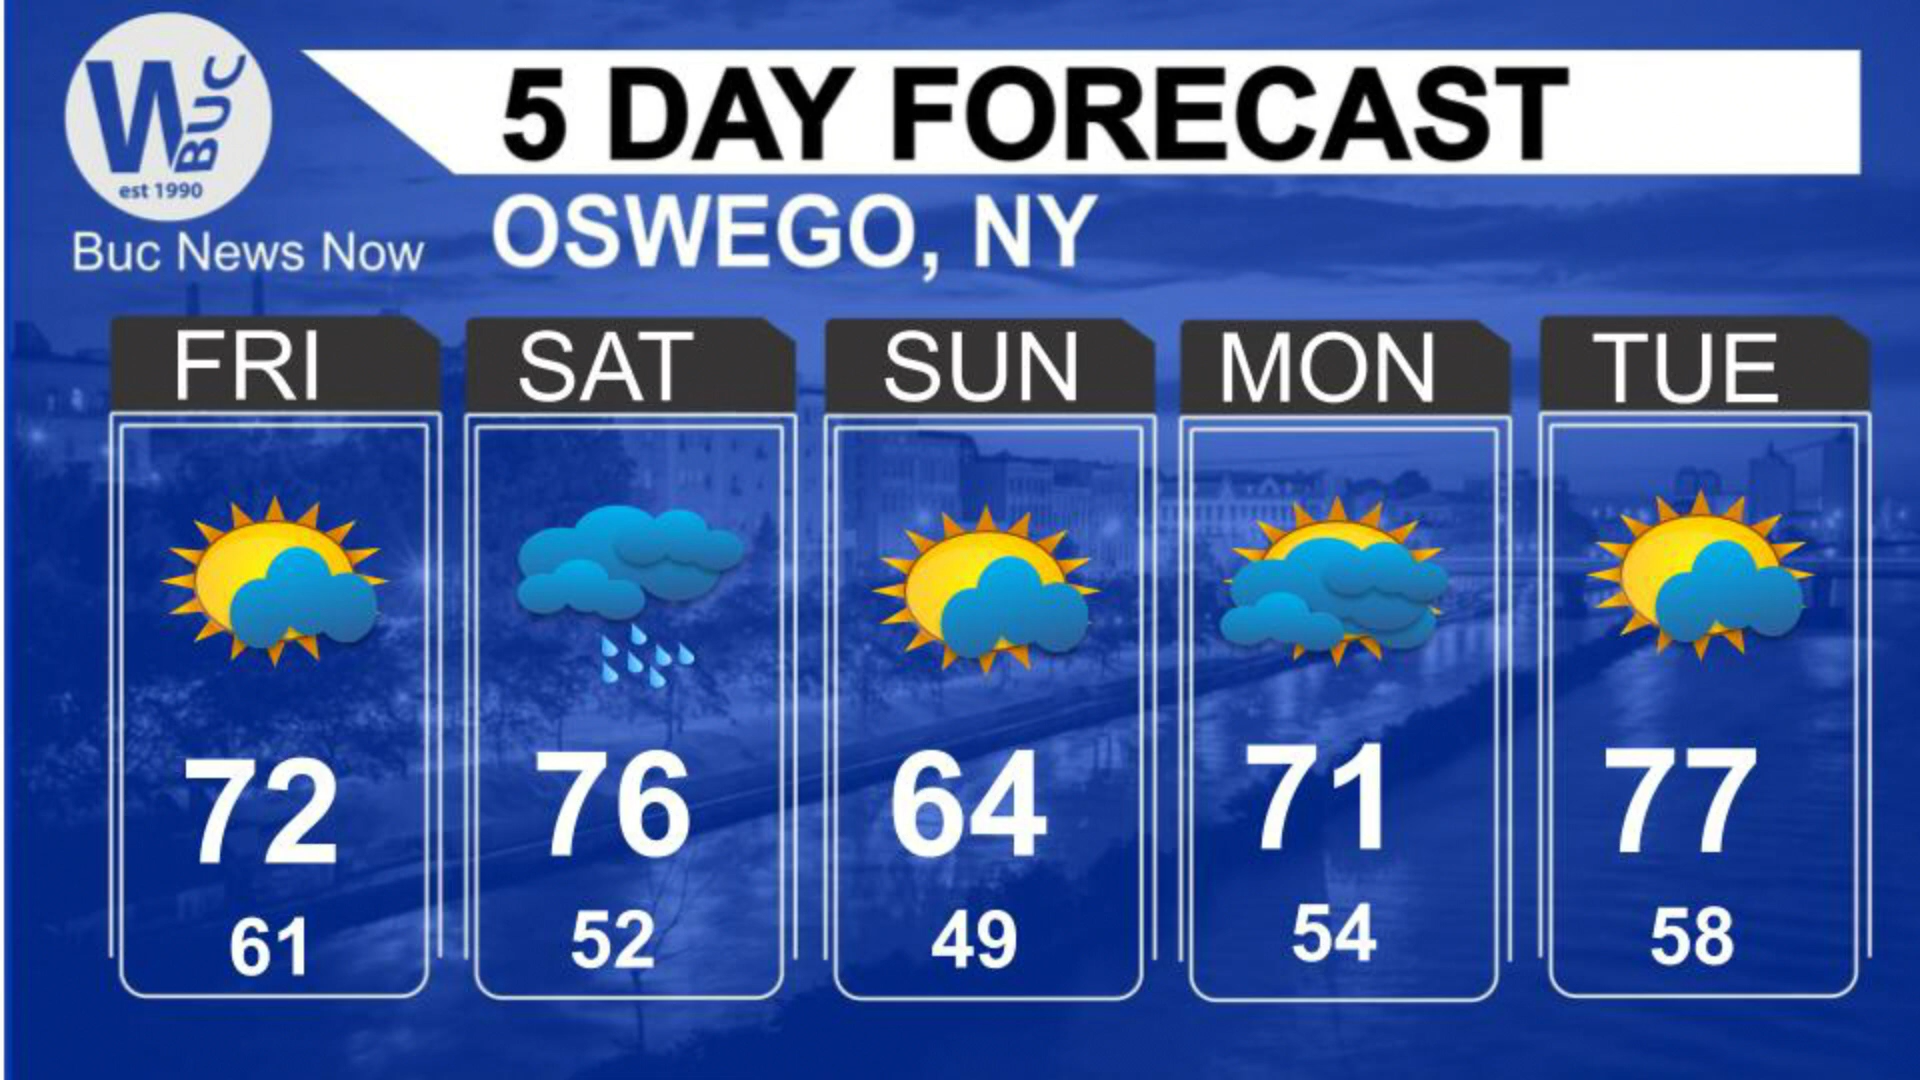 W BUC
est 1990
Buc News Now
5 DAY FORECAST
OSWEGO, NY
FRI SAT SUN MON TUE
72 76 64 71 77
61 52 49 54 58